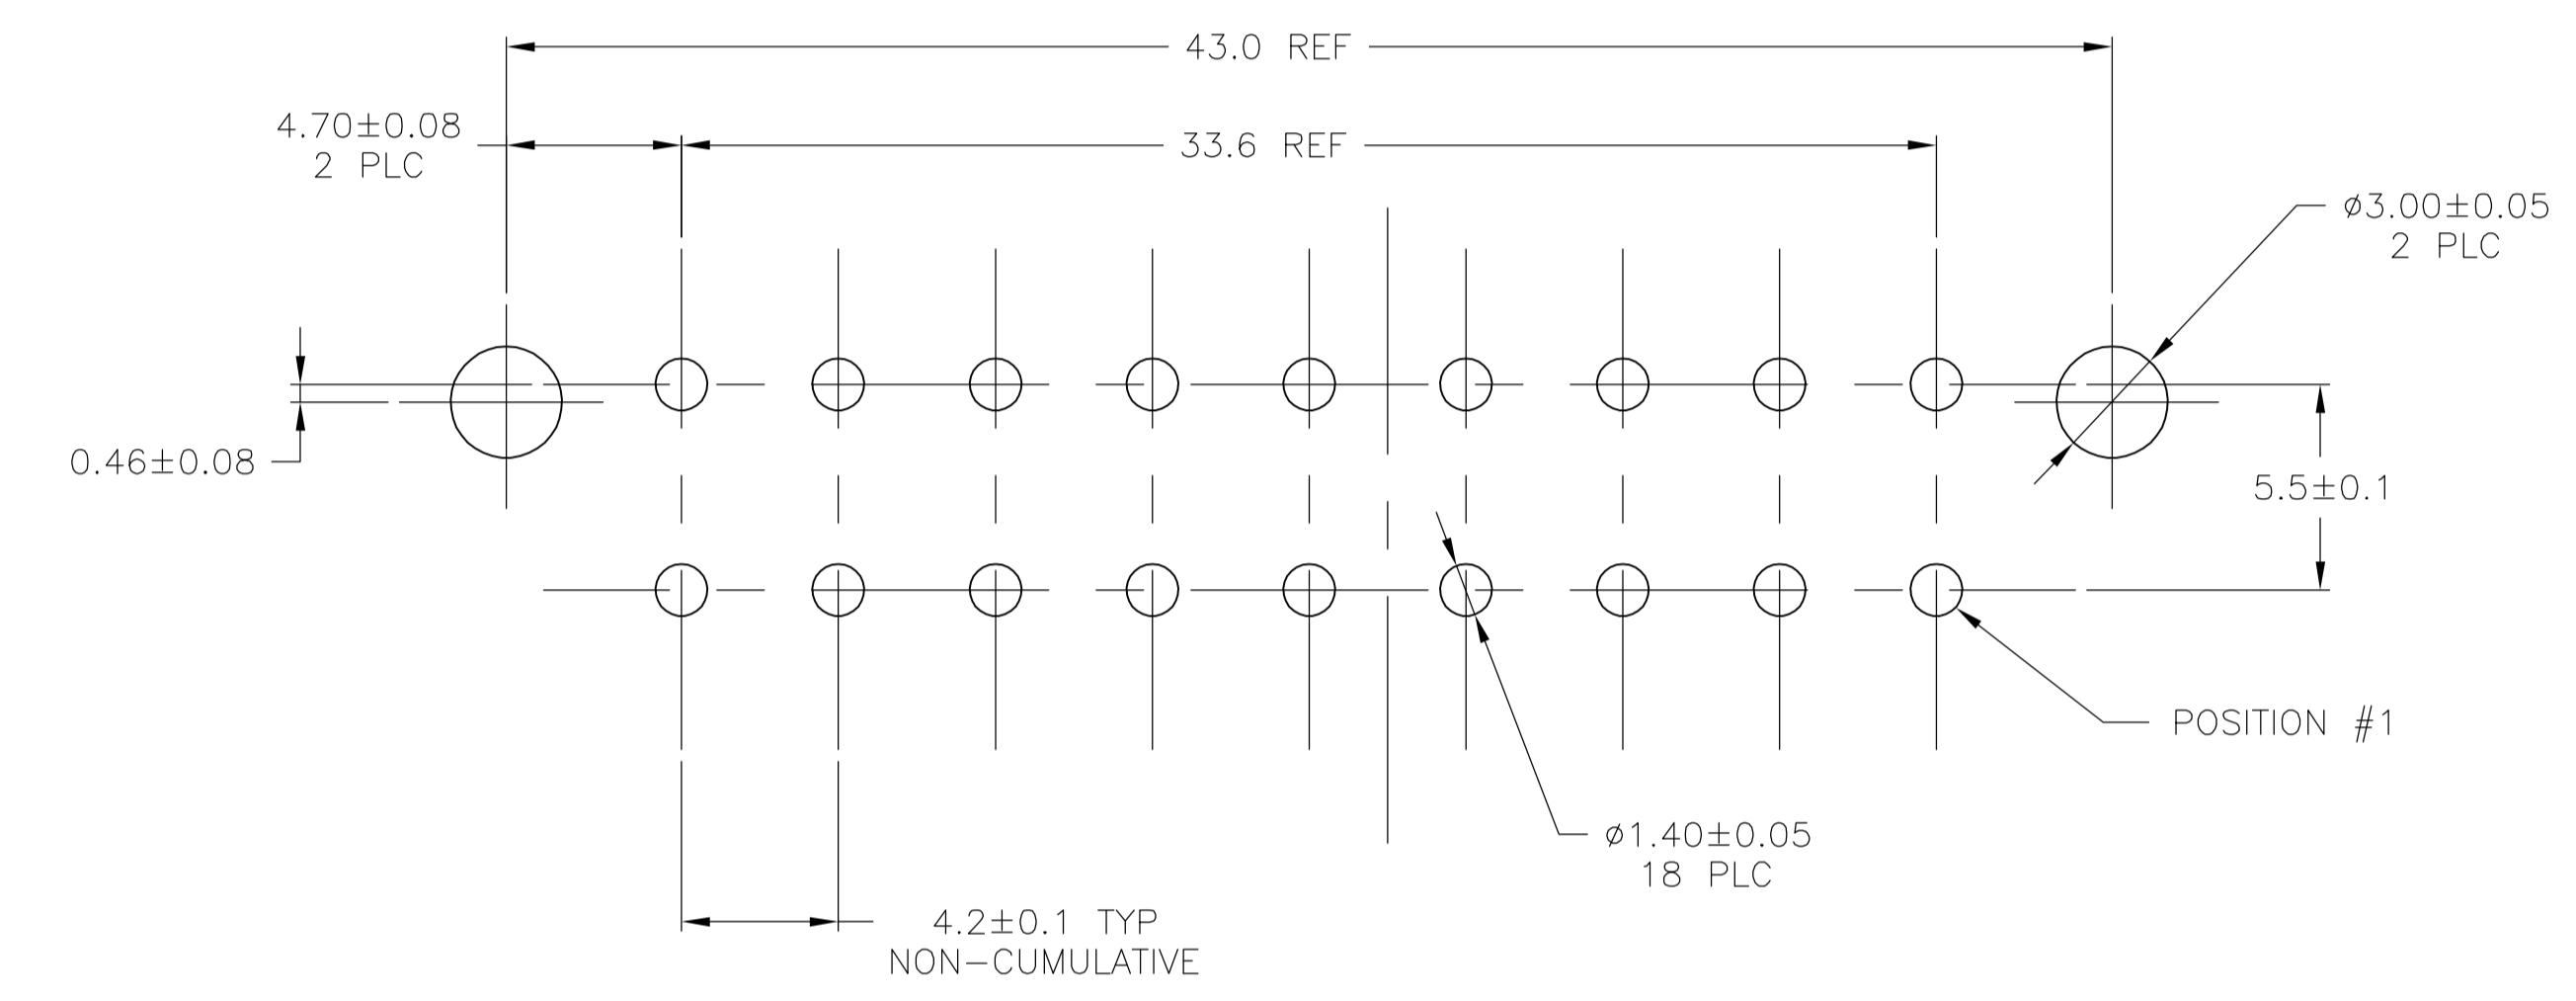 43.0 REF
4.70±0.08
2 PLC
33.6 REF
⌀3.00±0.05
2 PLC
0.46±0.08
5.5±0.1
POSITION #1
⌀1.40±0.05
18 PLC
4.2±0.1 TYP
NON-CUMULATIVE